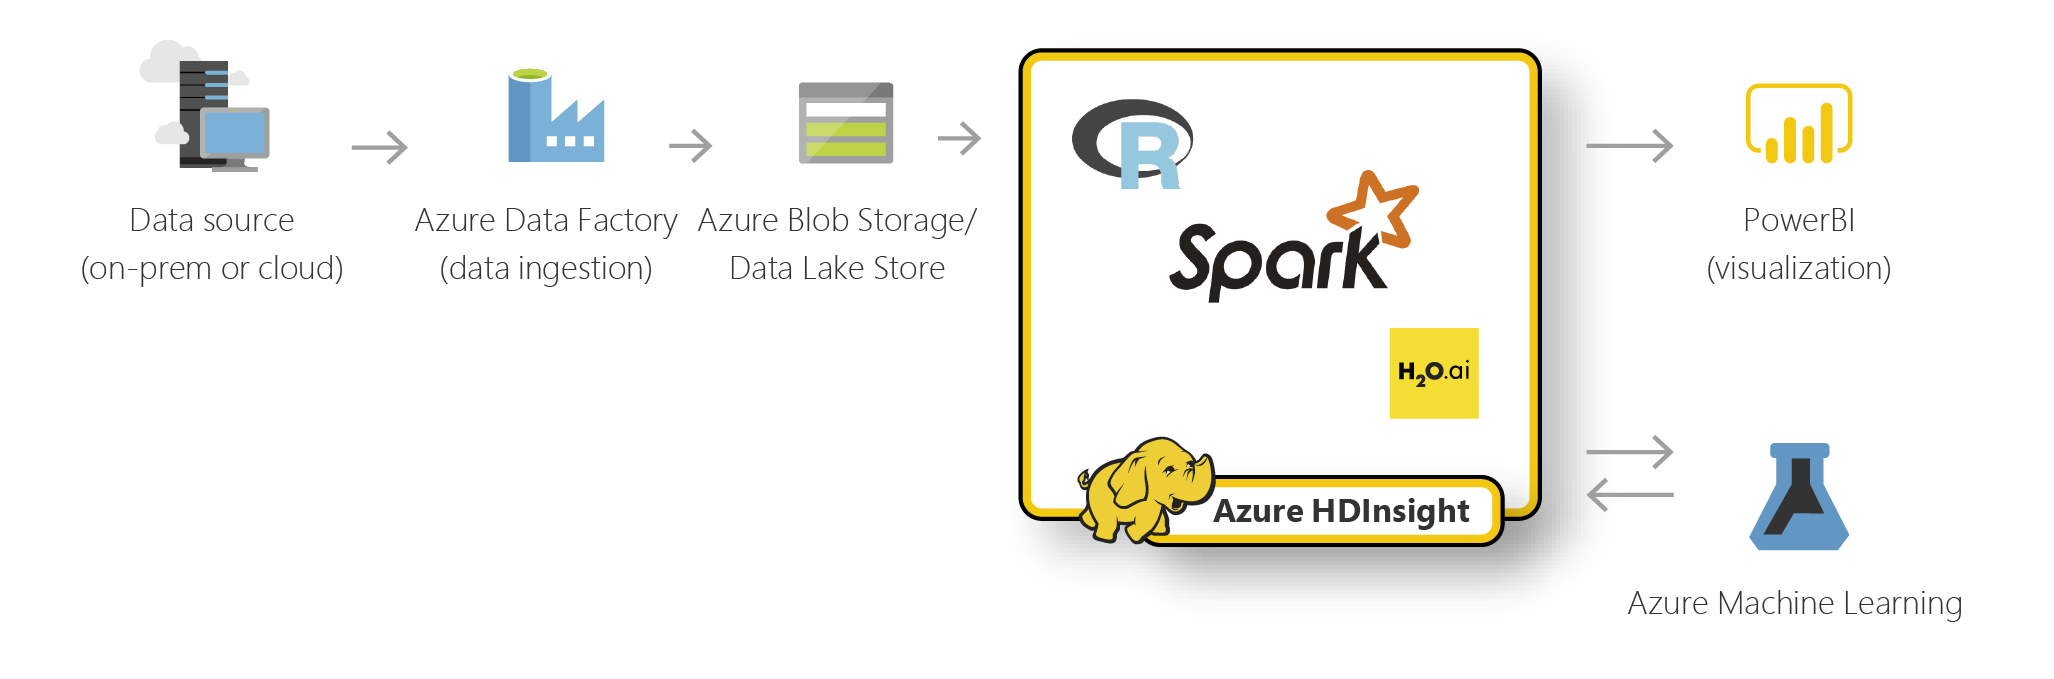 Data source
(on-prem or cloud)
Azure Data Factory
(data ingestion)
Azure Blob Storage/
Data Lake Store
R
Spark
H2O.ai
Azure HDInsight
PowerBI
(visualization)
Azure Machine Learning